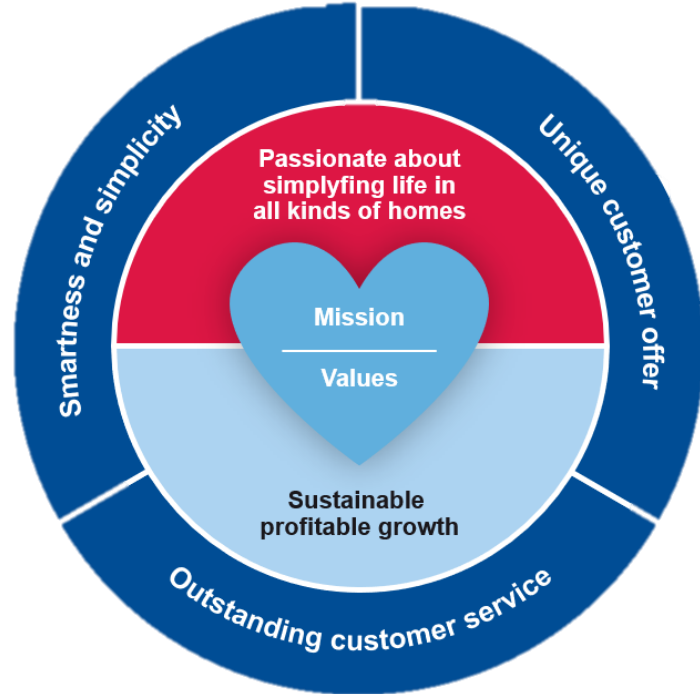 Smartness and simplicity
Unique customer offer
Passionate about
simplyfing life in
all kinds of homes
Mission
Values
Sustainable
profitable growth
Outstanding customer service